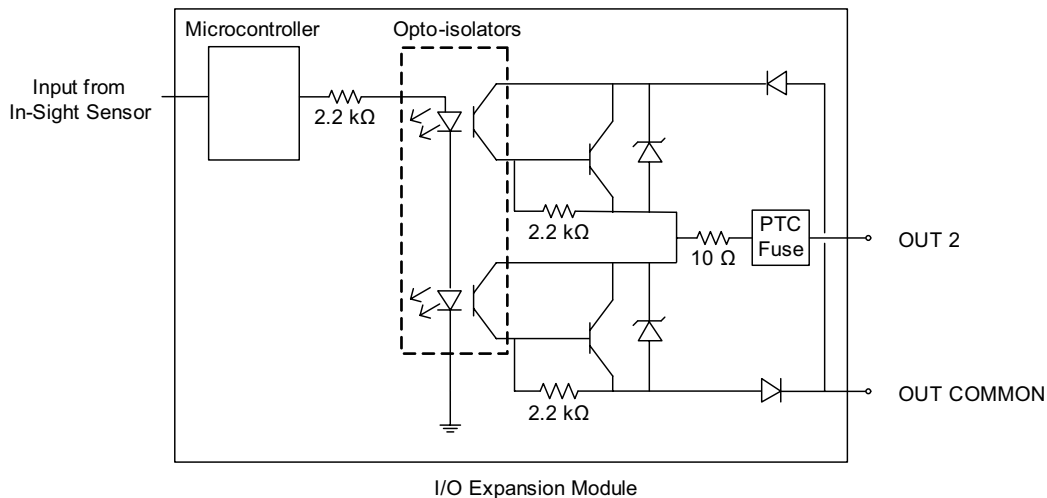 Microcontroller
Opto-isolators
Input from
In-Sight Sensor
2.2 kΩ
2.2 kΩ
10 Ω
PTC
Fuse
OUT 2
2.2 kΩ
OUT COMMON
I/O Expansion Module